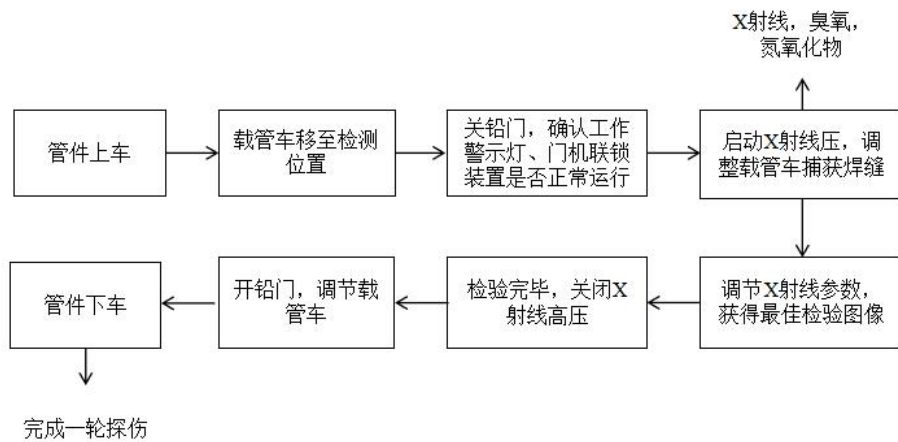 X射线，臭氧，
氮氧化物
管件上车
载管车移至检测
位置
关铅门，确认工作
警示灯、门机联锁
装置是否正常运行
启动X射线压，调
整载管车捕获焊缝
调节X射线参数，
获得最佳检验图像
检验完毕，关闭X
射线高压
开铅门，调节载
管车
管件下车
完成一轮探伤